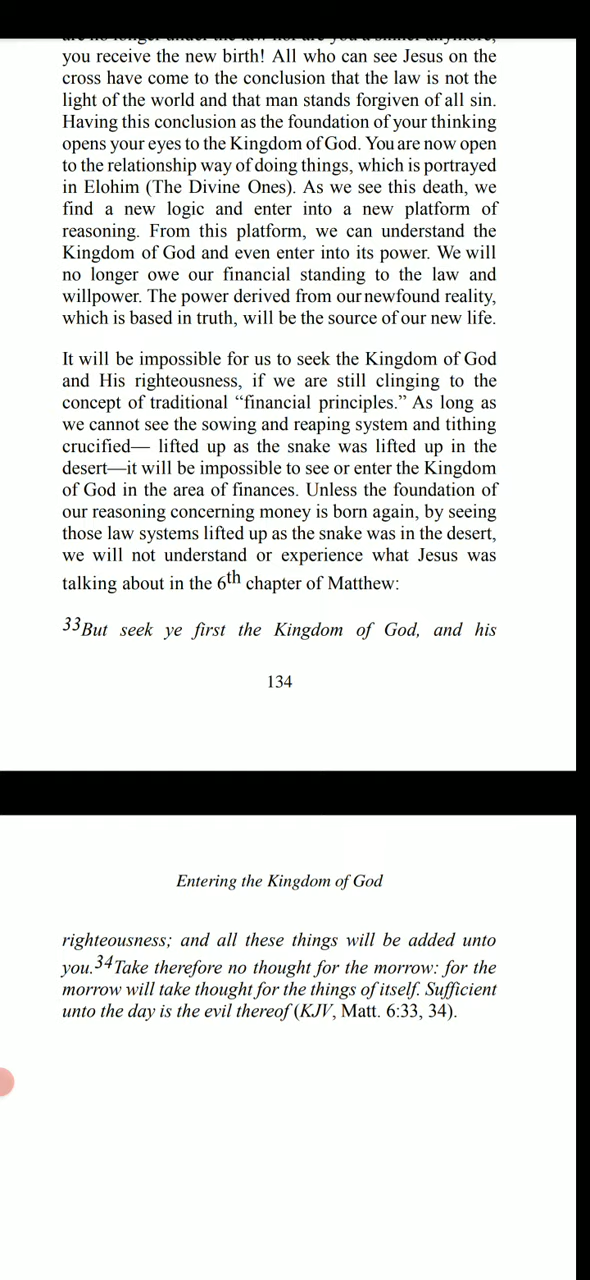 you receive the new birth! All who can see Jesus on the
cross have come to the conclusion that the law is not the
light of the world and that man stands forgiven of all sin.
Having this conclusion as the foundation of your thinking
opens your eyes to the Kingdom of God. You are now open
to the relationship way of doing things, which is portrayed
in Elohim (The Divine Ones). As we see this death, we
find a new logic and enter into a new platform of
reasoning. From this platform, we can understand the
Kingdom of God and even enter into its power. We will
no longer owe our financial standing to the law and
willpower. The power derived from our newfound reality,
which is based in truth, will be the source of our new life.
It will be impossible for us to seek the Kingdom of God
and His righteousness, if we are still clinging to the
concept of traditional “financial principles.” As long as
we cannot see the sowing and reaping system and tithing
crucified— lifted up as the snake was lifted up in the
desert—it will be impossible to see or enter the Kingdom
of God in the area of finances. Unless the foundation of
our reasoning concerning money is born again, by seeing
those law systems lifted up as the snake was in the desert,
we will not understand or experience what Jesus was
talking about in the 6th chapter of Matthew:
33But seek ye first the Kingdom of God, and his
134
Entering the Kingdom of God
righteousness; and all these things will be added unto
you.34Take therefore no thought for the morrow: for the
morrow will take thought for the things of itself. Sufficient
unto the day is the evil thereof (KJV, Matt. 6:33, 34).